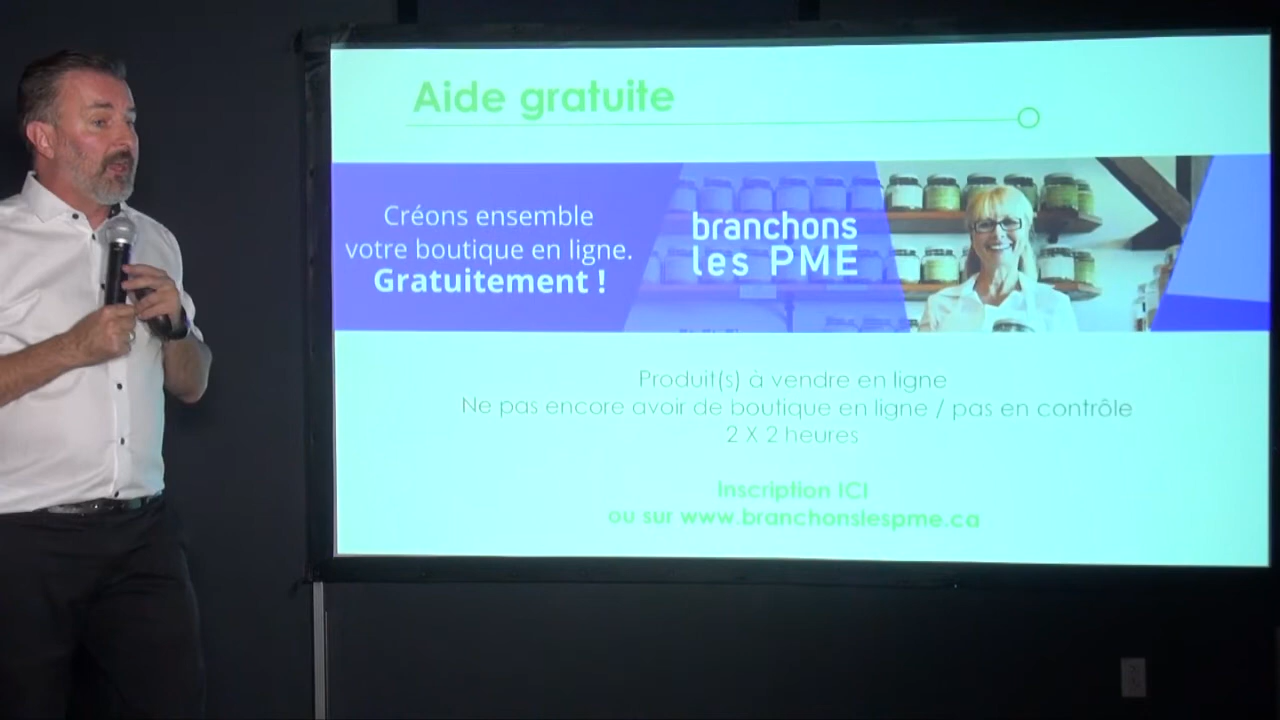 Aide gratuite
Créons ensemble
votre boutique en ligne.
Gratuitement !
branchons
les PME
Produit(s) à vendre en ligne
Ne pas encore avoir de boutique en ligne / pas en contrôle
2 X 2 heures
Inscription ICI
ou sur www.branchonslespme.ca